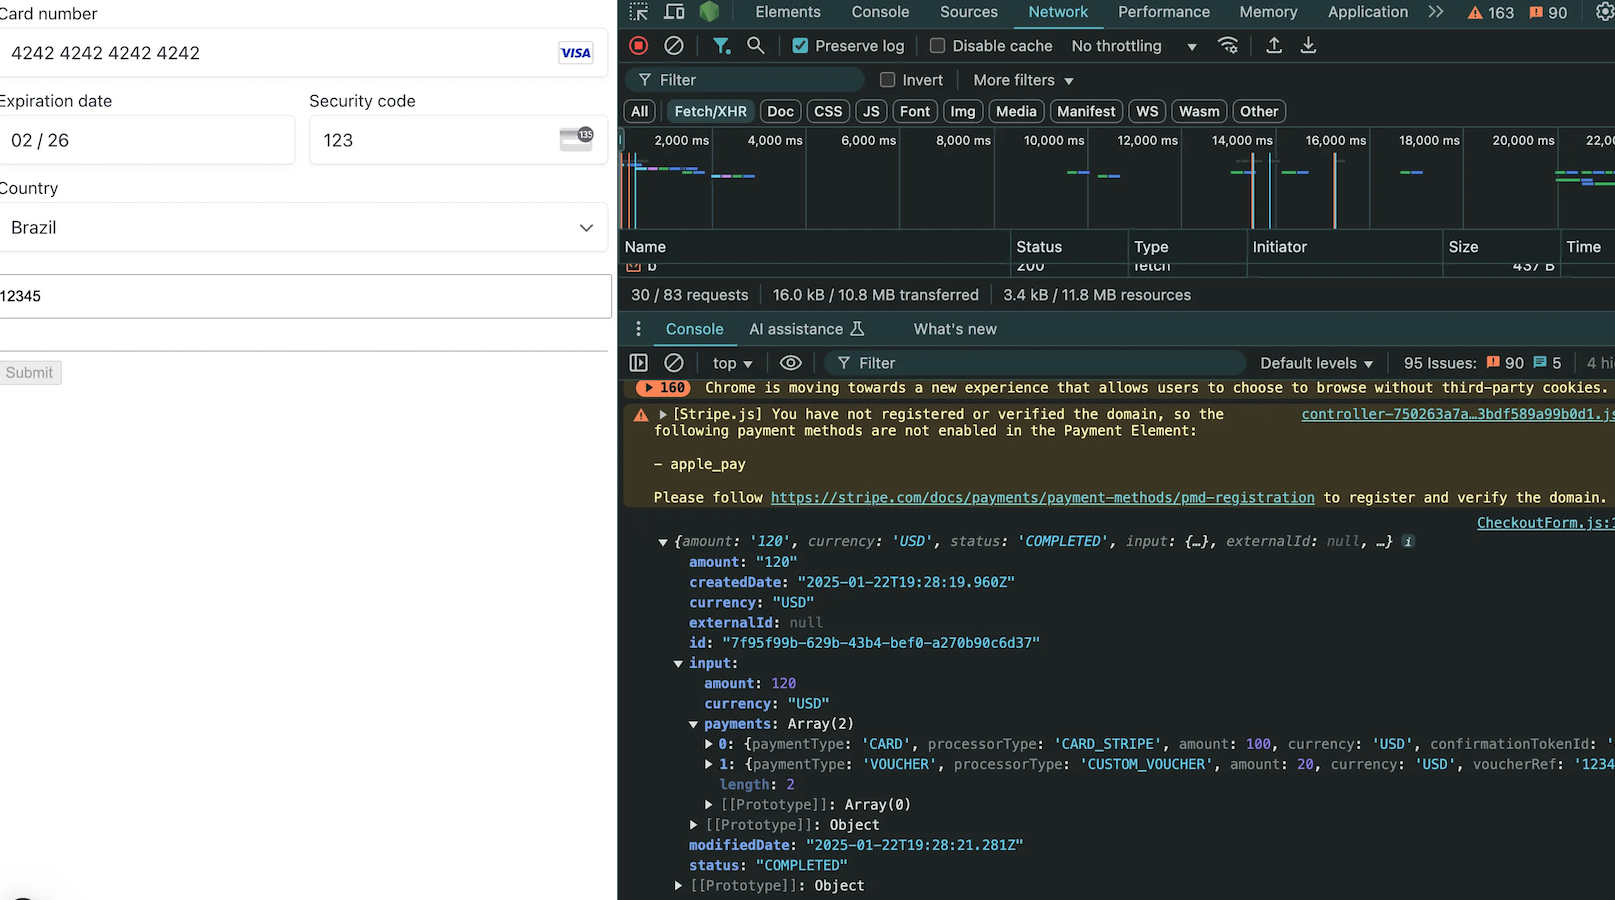 Card number
4242 4242 4242 4242 VISA
Expiration date Security code
02 / 26 123 135
Country
Brazil
12345
Submit
Elements Console Sources Network Performance Memory Application 163 90
Preserve log Disable cache No throttling
Filter Invert More filters
All Fetch/XHR Doc CSS JS Font Img Media Manifest WS Wasm Other
2,000 ms 4,000 ms 6,000 ms 8,000 ms 10,000 ms 12,000 ms 14,000 ms 16,000 ms 18,000 ms 20,000 ms 22,00
Name Status Type Initiator Size Time
b 200 fetch 437 B
30 / 83 requests 16.0 kB / 10.8 MB transferred 3.4 kB / 11.8 MB resources
Console AI assistance What's new
top Filter Default levels 95 Issues: 90 5 4 hi
160 Chrome is moving towards a new experience that allows users to choose to browse without third-party cookies.
[Stripe.js] You have not registered or verified the domain, so the controller-750263a7a…3bdf589a99b0d1.js
following payment methods are not enabled in the Payment Element:
– apple_pay
Please follow https://stripe.com/docs/payments/payment-methods/pmd-registration to register and verify the domain.
CheckoutForm.js:1
{amount: '120', currency: 'USD', status: 'COMPLETED', input: {…}, externalId: null, …} i
amount: "120"
createdDate: "2025-01-22T19:28:19.960Z"
currency: "USD"
externalId: null
id: "7f95f99b-629b-43b4-bef0-a270b90c6d37"
input:
amount: 120
currency: "USD"
payments: Array(2)
0: {paymentType: 'CARD', processorType: 'CARD_STRIPE', amount: 100, currency: 'USD', confirmationTokenId: '
1: {paymentType: 'VOUCHER', processorType: 'CUSTOM_VOUCHER', amount: 20, currency: 'USD', voucherRef: '1234
length: 2
[[Prototype]]: Array(0)
[[Prototype]]: Object
modifiedDate: "2025-01-22T19:28:21.281Z"
status: "COMPLETED"
[[Prototype]]: Object